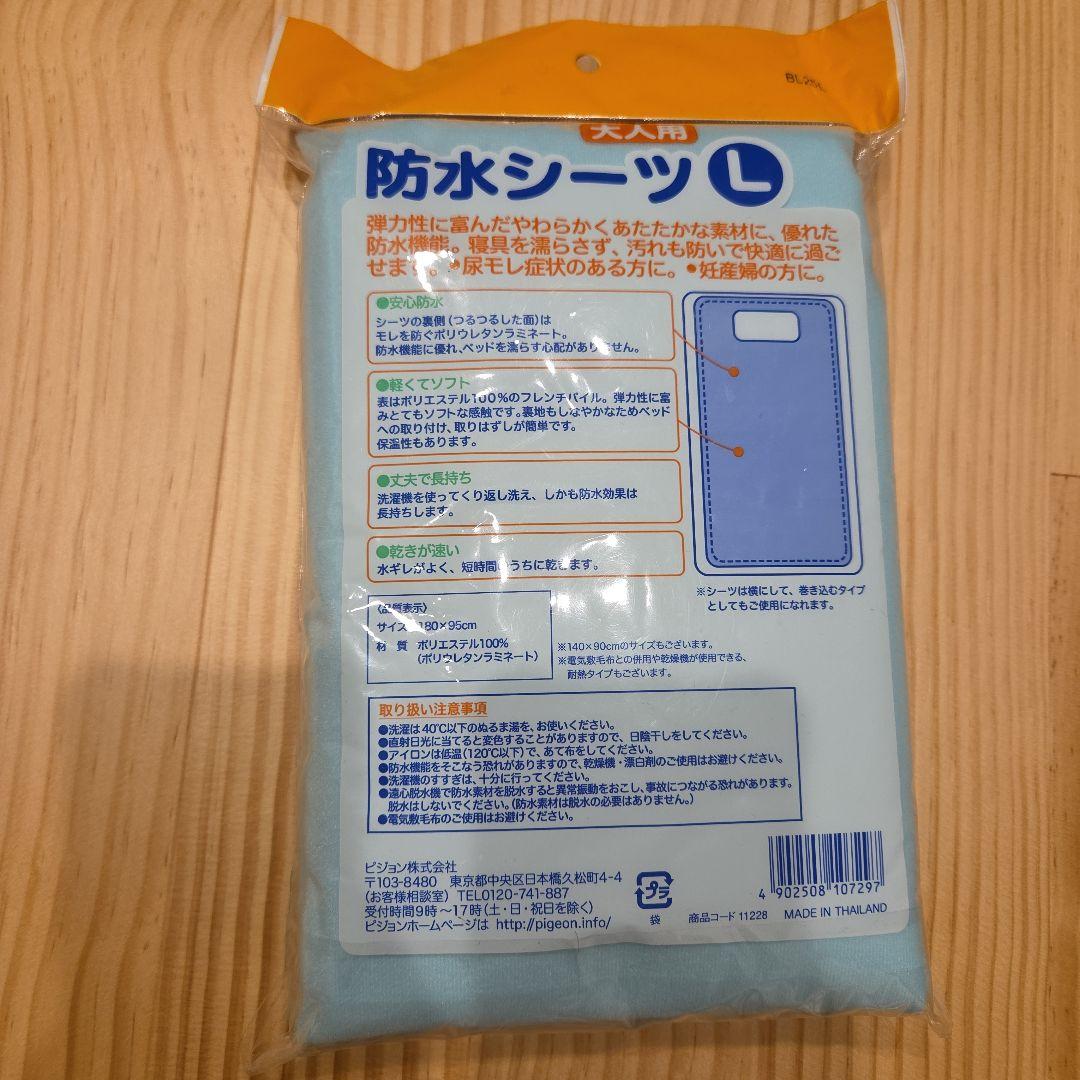 大人用
防水シーツ L
弾力性に富んだやわらかくあたたかな素材に、優れた
防水機能。寝具を濡らさず、汚れも防いで快適に過ご
せます。●尿モレ症状のある方に。●妊産婦の方に。
●安心防水
シーツの裏側(つるつるした面)は
モレを防ぐポリウレタンラミネート。
防水機能に優れ、ベッドを濡らす心配がありません。
●軽くてソフト
表はポリエステル100%のフレンチパイル。弾力性に富
みとてもソフトな感触です。裏地もしなやかなためベッド
への取り付け、取りはずしが簡単です。
保温性もあります。
●丈夫で長持ち
洗濯機を使ってくり返し洗え、しかも防水効果は
長持ちします。
●乾きが速い
水ギレがよく、短時間のうちに乾きます。
※シーツは横にして、巻き込むタイプ
としてもご使用になれます。
〈品質表示〉
サイズ 180×95cm
材 質 ポリエステル100%
(ポリウレタンラミネート)
※140×90cmのサイズもございます。
※電気敷毛布との併用や乾燥機が使用できる、
耐熱タイプもございます。
取り扱い注意事項
●洗濯は40℃以下のぬるま湯を、お使いください。
●直射日光に当てると変色することがありますので、日陰干しをしてください。
●アイロンは低温(120℃以下)で、あて布をしてください。
●防水機能をそこなう恐れがありますので、乾燥機・漂白剤のご使用はお避けください。
●洗濯機のすすぎは、十分に行ってください。
●遠心脱水機で防水素材を脱水すると異常振動をおこし、事故につながる恐れがあります。
脱水はしないでください。(防水素材は脱水の必要はありません。)
●電気敷毛布のご使用はお避けください。
ピジョン株式会社
〒103-8480 東京都中央区日本橋久松町4-4
(お客様相談室) TEL0120-741-887
受付時間9時〜17時(土・日・祝日を除く)
ピジョンホームページは http://pigeon.info/
プラ
袋
4 902508 107297
商品コード 11228 MADE IN THAILAND